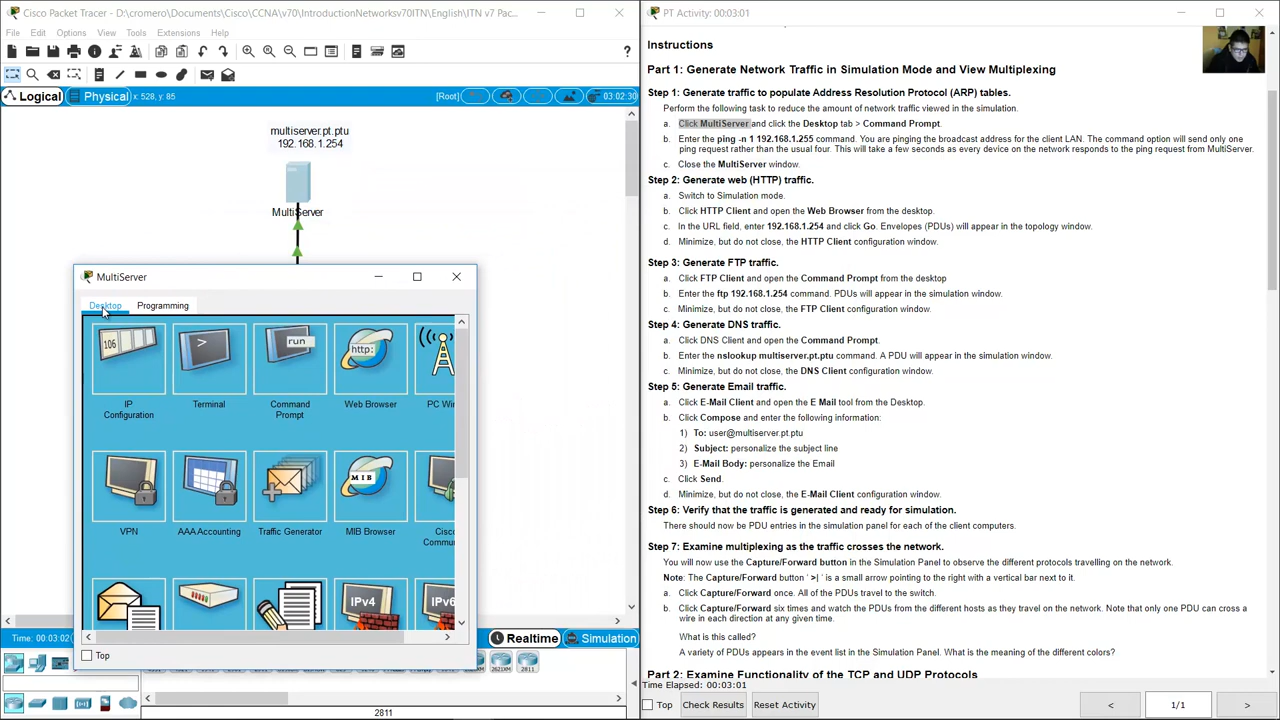 Cisco Packet Tracer - D:\cromero\Documents\Cisco\CCNA\v70\IntroductionNetworksv70ITN\English\ITN v7 Pac...
File Edit Options View Tools Extensions Help
?
Logical Physical x: 528, y: 85
[Root] 03:02:30
multiserver.pt.ptu
192.168.1.254
MultiServer
MultiServer
Desktop Programming
106
>
run
http:
IP Configuration
Terminal
Command Prompt
Web Browser
PC Wir
MIB
VPN
AAA Accounting
Traffic Generator
MIB Browser
Cisco
Commun
IPv4
IPv6
Top
Time: 00:03:02
Realtime
Simulation
2621XM
2811
2811
PT Activity: 00:03:01
Instructions
Part 1: Generate Network Traffic in Simulation Mode and View Multiplexing
Step 1: Generate traffic to populate Address Resolution Protocol (ARP) tables.
Perform the following task to reduce the amount of network traffic viewed in the simulation.
a. Click MultiServer and click the Desktop tab > Command Prompt.
b. Enter the ping -n 1 192.168.1.255 command. You are pinging the broadcast address for the client LAN. The command option will send only one
ping request rather than the usual four. This will take a few seconds as every device on the network responds to the ping request from MultiServer.
c. Close the MultiServer window.
Step 2: Generate web (HTTP) traffic.
a. Switch to Simulation mode.
b. Click HTTP Client and open the Web Browser from the desktop.
c. In the URL field, enter 192.168.1.254 and click Go. Envelopes (PDUs) will appear in the topology window.
d. Minimize, but do not close, the HTTP Client configuration window.
Step 3: Generate FTP traffic.
a. Click FTP Client and open the Command Prompt from the desktop
b. Enter the ftp 192.168.1.254 command. PDUs will appear in the simulation window.
c. Minimize, but do not close, the FTP Client configuration window.
Step 4: Generate DNS traffic.
a. Click DNS Client and open the Command Prompt.
b. Enter the nslookup multiserver.pt.ptu command. A PDU will appear in the simulation window.
c. Minimize, but do not close, the DNS Client configuration window.
Step 5: Generate Email traffic.
a. Click E-Mail Client and open the E Mail tool from the Desktop.
b. Click Compose and enter the following information:
1) To: user@multiserver.pt.ptu
2) Subject: personalize the subject line
3) E-Mail Body: personalize the Email
c. Click Send.
d. Minimize, but do not close, the E-Mail Client configuration window.
Step 6: Verify that the traffic is generated and ready for simulation.
There should now be PDU entries in the simulation panel for each of the client computers.
Step 7: Examine multiplexing as the traffic crosses the network.
You will now use the Capture/Forward button in the Simulation Panel to observe the different protocols travelling on the network.
Note: The Capture/Forward button ' >| ' is a small arrow pointing to the right with a vertical bar next to it.
a. Click Capture/Forward once. All of the PDUs travel to the switch.
b. Click Capture/Forward six times and watch the PDUs from the different hosts as they travel on the network. Note that only one PDU can cross a
wire in each direction at any given time.
What is this called?
A variety of PDUs appears in the event list in the Simulation Panel. What is the meaning of the different colors?
Part 2: Examine Functionality of the TCP and UDP Protocols
Time Elapsed: 00:03:01
Top Check Results Reset Activity < 1/1 >